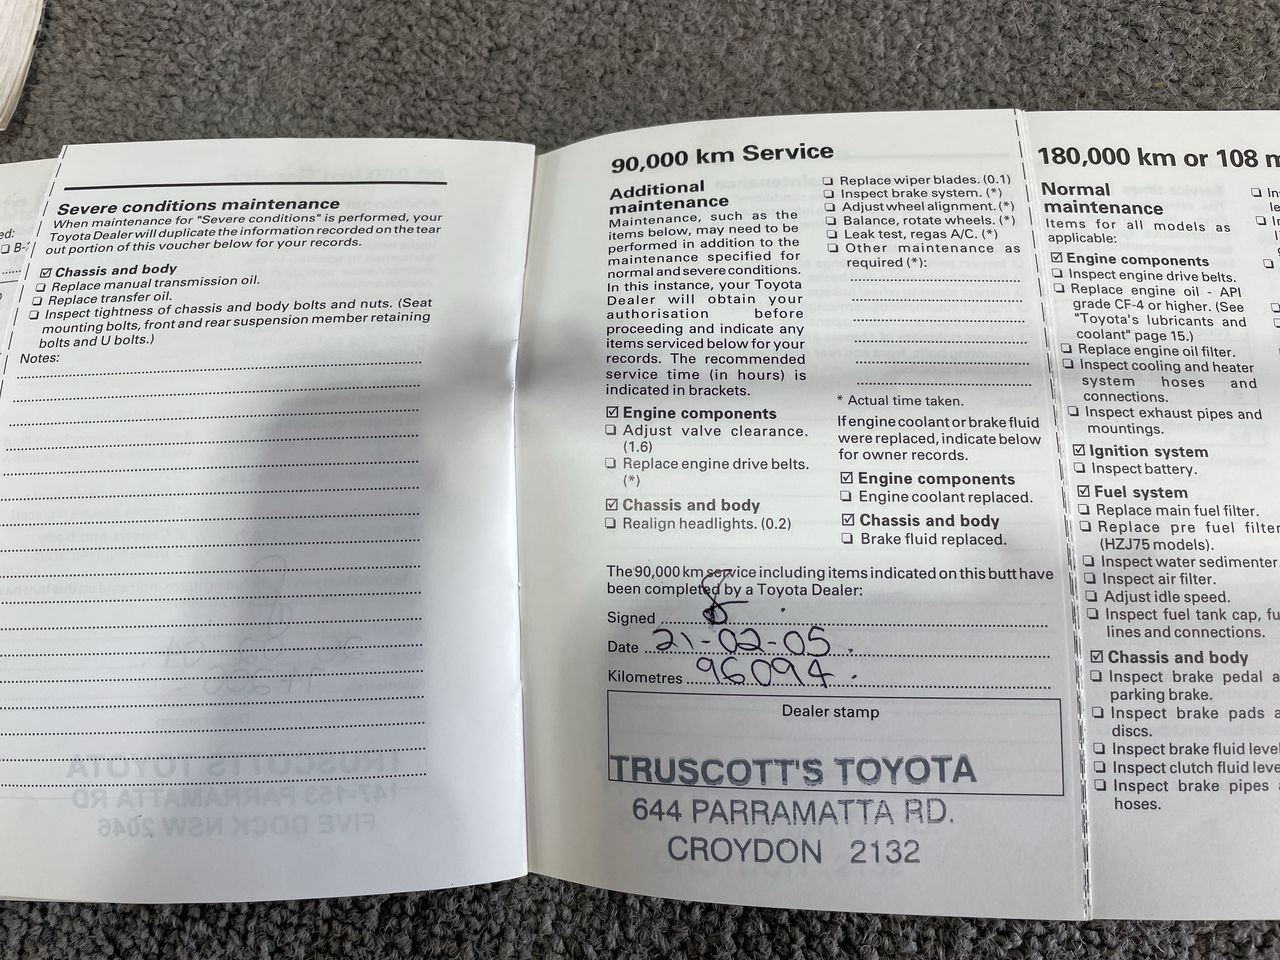 Severe conditions maintenance
When maintenance for "Severe conditions" is performed, your
Toyota Dealer will duplicate the information recorded on the tear
out portion of this voucher below for your records.
☑ Chassis and body
❏ Replace manual transmission oil.
❏ Replace transfer oil.
❏ Inspect tightness of chassis and body bolts and nuts. (Seat
mounting bolts, front and rear suspension member retaining
bolts and U bolts.)
Notes:
90,000 km Service
Additional
maintenance
Maintenance, such as the
items below, may need to be
performed in addition to the
maintenance specified for
normal and severe conditions.
In this instance, your Toyota
Dealer will obtain your
authorisation before
proceeding and indicate any
items serviced below for your
records. The recommended
service time (in hours) is
indicated in brackets.
☑ Engine components
❏ Adjust valve clearance.
(1.6)
❏ Replace engine drive belts.
(*)
☑ Chassis and body
❏ Realign headlights. (0.2)
❏ Replace wiper blades. (0.1)
❏ Inspect brake system. (*)
❏ Adjust wheel alignment. (*)
❏ Balance, rotate wheels. (*)
❏ Leak test, regas A/C. (*)
❏ Other maintenance as
required (*):
* Actual time taken.
If engine coolant or brake fluid
were replaced, indicate below
for owner records.
☑ Engine components
❏ Engine coolant replaced.
☑ Chassis and body
❏ Brake fluid replaced.
The 90,000 km service including items indicated on this butt have
been completed by a Toyota Dealer:
Signed
Date 21-02-05
Kilometres 96094
Dealer stamp
TRUSCOTT'S TOYOTA
644 PARRAMATTA RD.
CROYDON 2132
180,000 km or 108
Normal
maintenance
Items for all models as
applicable:
☑ Engine components
❏ Inspect engine drive belts.
❏ Replace engine oil - API
grade CF-4 or higher. (See
"Toyota's lubricants and
coolant" page 15.)
❏ Replace engine oil filter.
❏ Inspect cooling and heater
system hoses and
connections.
❏ Inspect exhaust pipes and
mountings.
☑ Ignition system
❏ Inspect battery.
☑ Fuel system
❏ Replace main fuel filter.
❏ Replace pre fuel filter
(HZJ75 models).
❏ Inspect water sedimenter.
❏ Inspect air filter.
❏ Adjust idle speed.
❏ Inspect fuel tank cap,
lines and connections.
☑ Chassis and body
❏ Inspect brake pedal
parking brake.
❏ Inspect brake pads
discs.
❏ Inspect brake fluid level
❏ Inspect clutch fluid
❏ Inspect brake pipes
hoses.